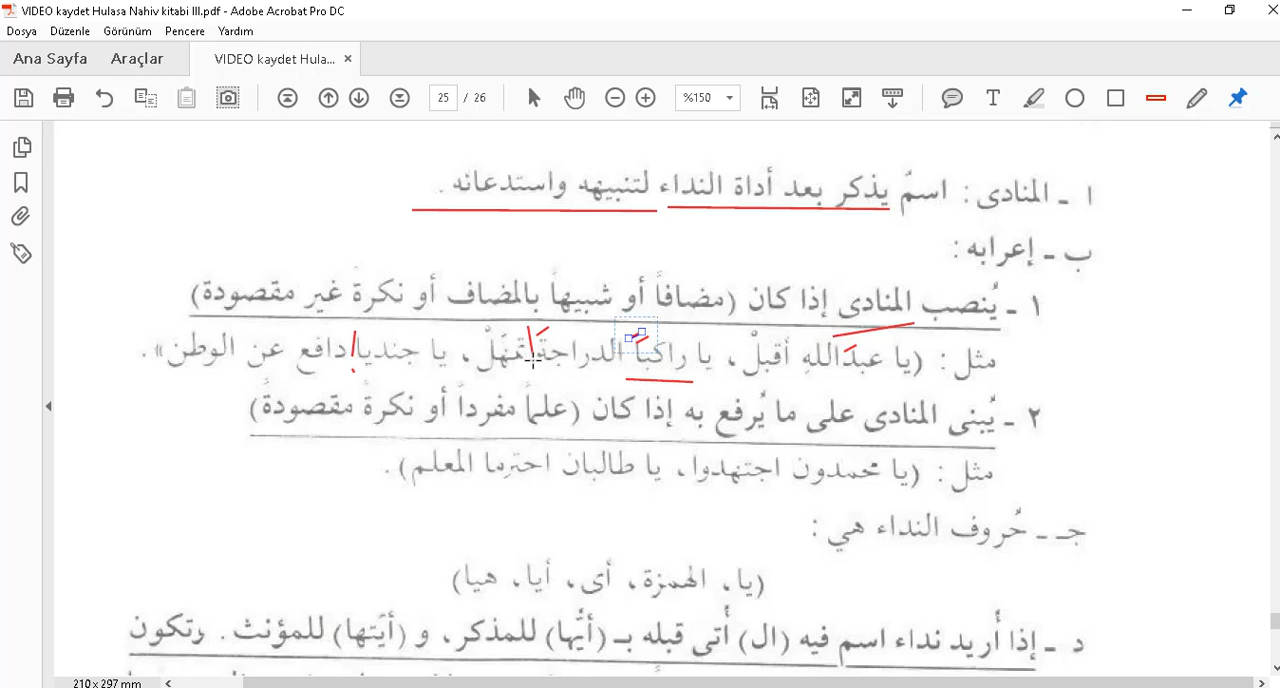 VIDEO kaydet Hulasa Nahiv kitabi III.pdf - Adobe Acrobat Pro DC
Dosya Düzenle Görünüm Pencere Yardım
Ana Sayfa Araçlar VIDEO kaydet Hula... ×
25 / 26 %150
١ ـ المنادى : اسمٌ يذكر بعد أداة النداء لتنبيهه واستدعائه .
ب ـ إعرابه :
١ ـ يُنصب المنادى إذا كان (مضافاً أو شبيهاً بالمضاف أو نكرة غير مقصودة)
مثل : (يا عبدَاللهِ أقبلْ، يا راكباً الدراجة تمهّلْ، يا جنديا دافع عن الوطن» .
٢ ـ يُبنى المنادى على ما يُرفع به إذا كان (علماً مفرداً أو نكرة مقصودة)
مثل : (يا محمدون اجتهدوا، يا طالبان احترما المعلم) .
جـ ـ حُروف النداء هي :
(يا، الهمزة، أى، أيا، هيا)
د ـ إذا أُريد نداء اسم فيه (ال) أُتى قبله بـ (أيُّها) للمذكر، و (أيّتها) للمؤنث . وتكون
210 x 297 mm